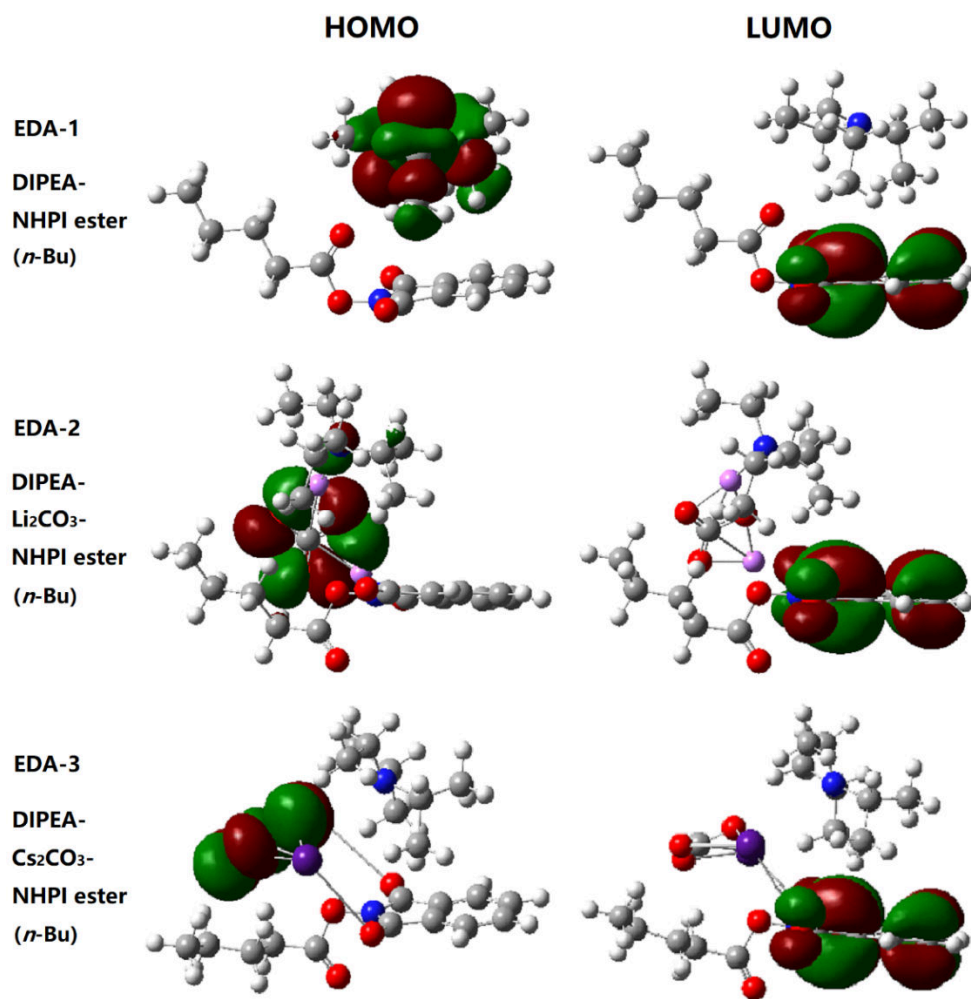 HOMO LUMO
EDA-1
DIPEA-
NHPI ester
(n-Bu)
EDA-2
DIPEA-
Li₂CO₃-
NHPI ester
(n-Bu)
EDA-3
DIPEA-
Cs₂CO₃-
NHPI ester
(n-Bu)